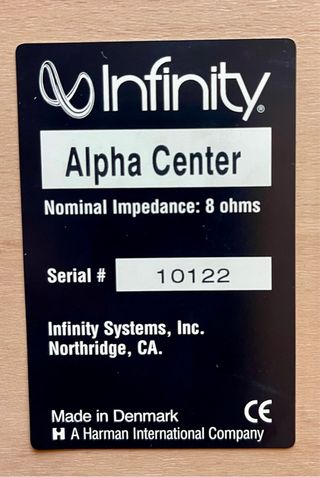 Infinity®
Alpha Center
Nominal Impedance: 8 ohms
Serial # 10122
Infinity Systems, Inc.
Northridge, CA.
Made in Denmark CE
H A Harman International Company